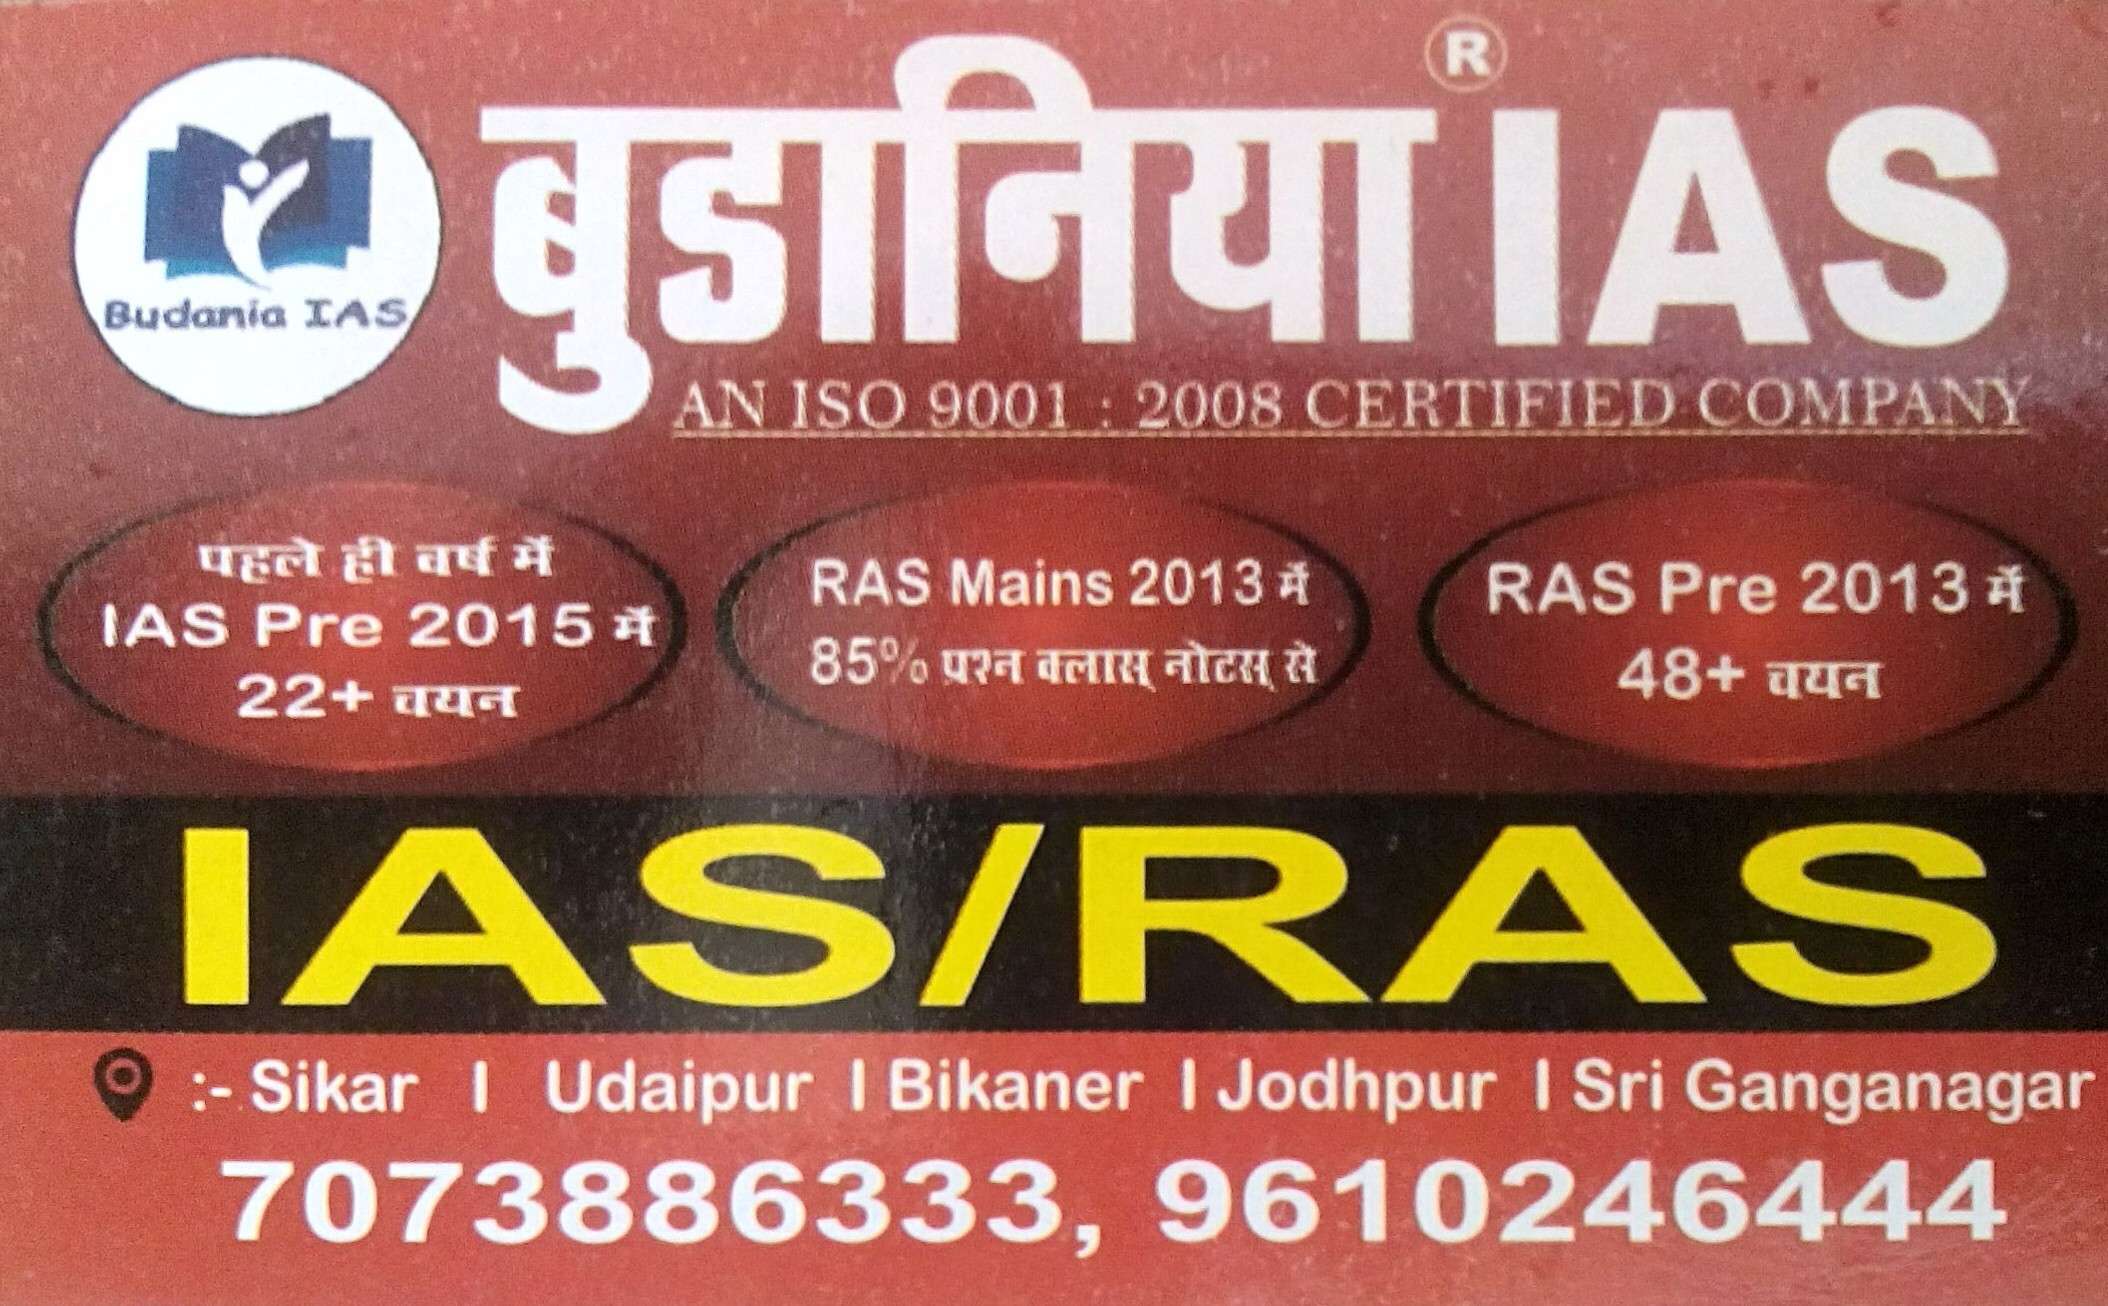 ®
बुडानिया IAS
Budania IAS
AN ISO 9001 : 2008 CERTIFIED COMPANY
पहले ही वर्ष में
IAS Pre 2015 में
22+ चयन
RAS Mains 2013 में
85% प्रश्न क्लास् नोटस् से
RAS Pre 2013 में
48+ चयन
IAS/RAS
:- Sikar I Udaipur I Bikaner I Jodhpur I Sri Ganganagar
7073886333, 9610246444